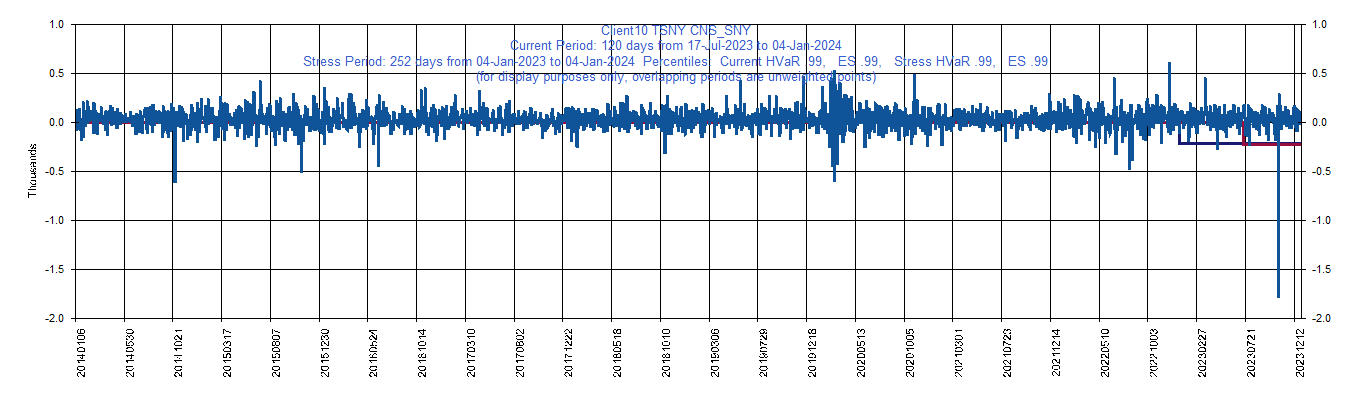 Client10 TSNY CNS_SNY
Current Period: 120 days from 17-Jul-2023 to 04-Jan-2024
Stress Period: 252 days from 04-Jan-2023 to 04-Jan-2024 Percentiles: Current HVaR .99, ES .99, Stress HVaR .99, ES .99
(for display purposes only, overlapping periods are unweighted points)
1.0 1.0
0.5 0.5
0.0 0.0
-0.5 -0.5
-1.0 -1.0
-1.5 -1.5
-2.0 -2.0
Thousands
20140106 20140530 20141021 20150317 20150807 20151230 20160524 20161014 20170310 20170802 20171222 20180518 20181010 20190306 20190729 20191218 20200513 20201005 20210301 20210723 20211214 20220510 20221003 20230227 20230721 20231212